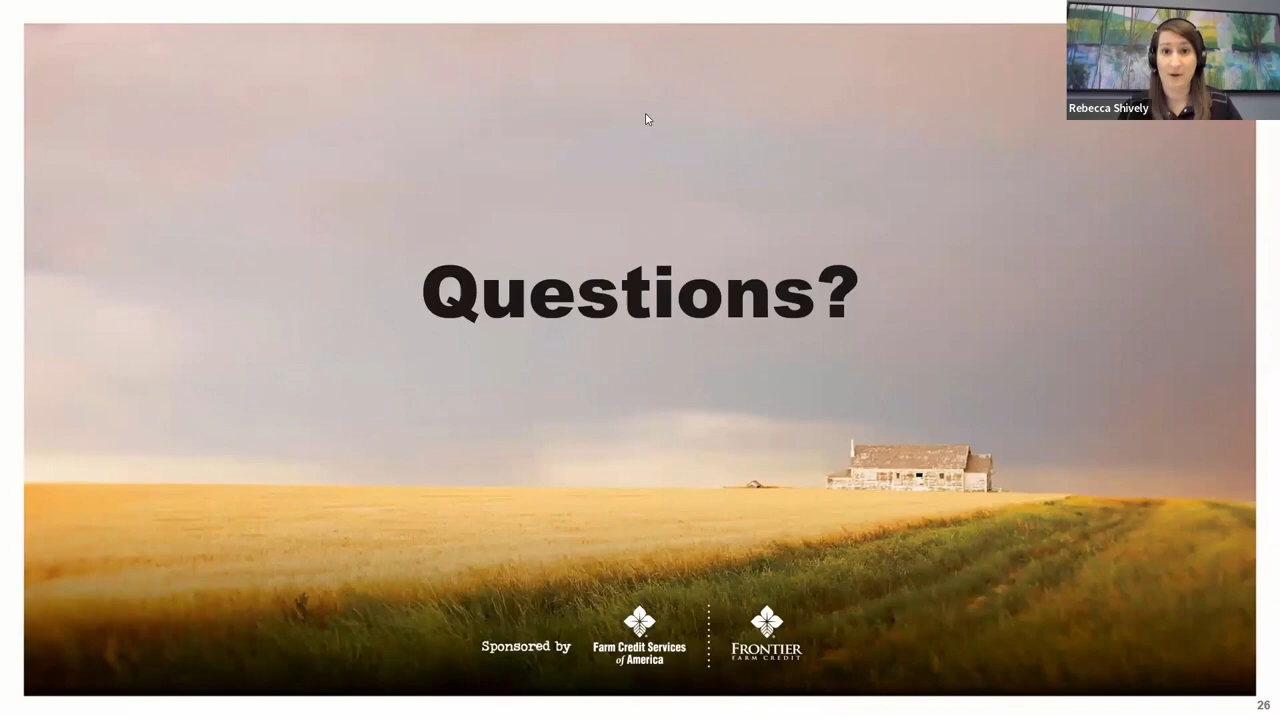 Rebecca Shively
Questions?
Sponsored by
Farm Credit Services
of America
FRONTIER
FARM CREDIT
26